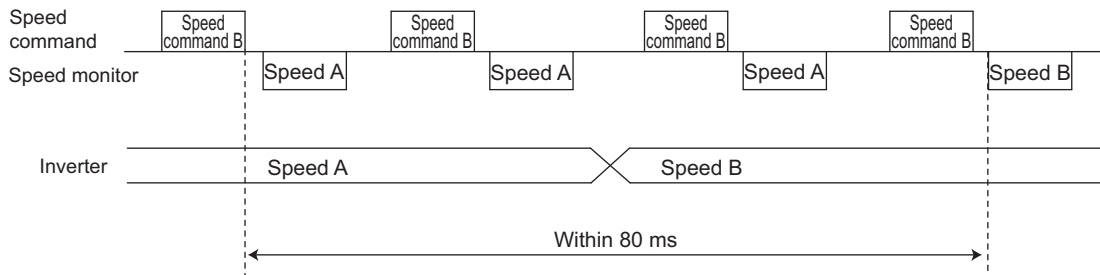 Speed
command
Speed
command B
Speed
command B
Speed
command B
Speed
command B
Speed monitor
Speed A
Speed A
Speed A
Speed B
Inverter
Speed A
Speed B
Within 80 ms